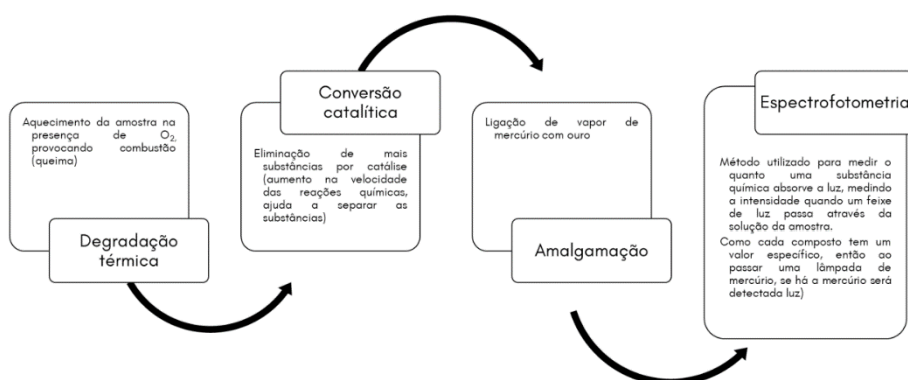 Aquecimento da amostra na
presença de O₂,
provocando combustão
(queima)
Degradação
térmica
Conversão
catalítica
Eliminação de mais
substâncias por catálise
(aumento na velocidade
das reações químicas,
ajuda a separar as
substâncias)
Ligação de vapor de
mercúrio com ouro
Amalgamação
Espectrofotometria
Método utilizado para medir o
quanto uma substância
química absorve a luz, medindo
a intensidade quando um feixe
de luz passa através da
solução da amostra.
Como cada composto tem um
valor específico, então ao
passar uma lâmpada de
mercúrio, se há a mercúrio será
detectada luz)